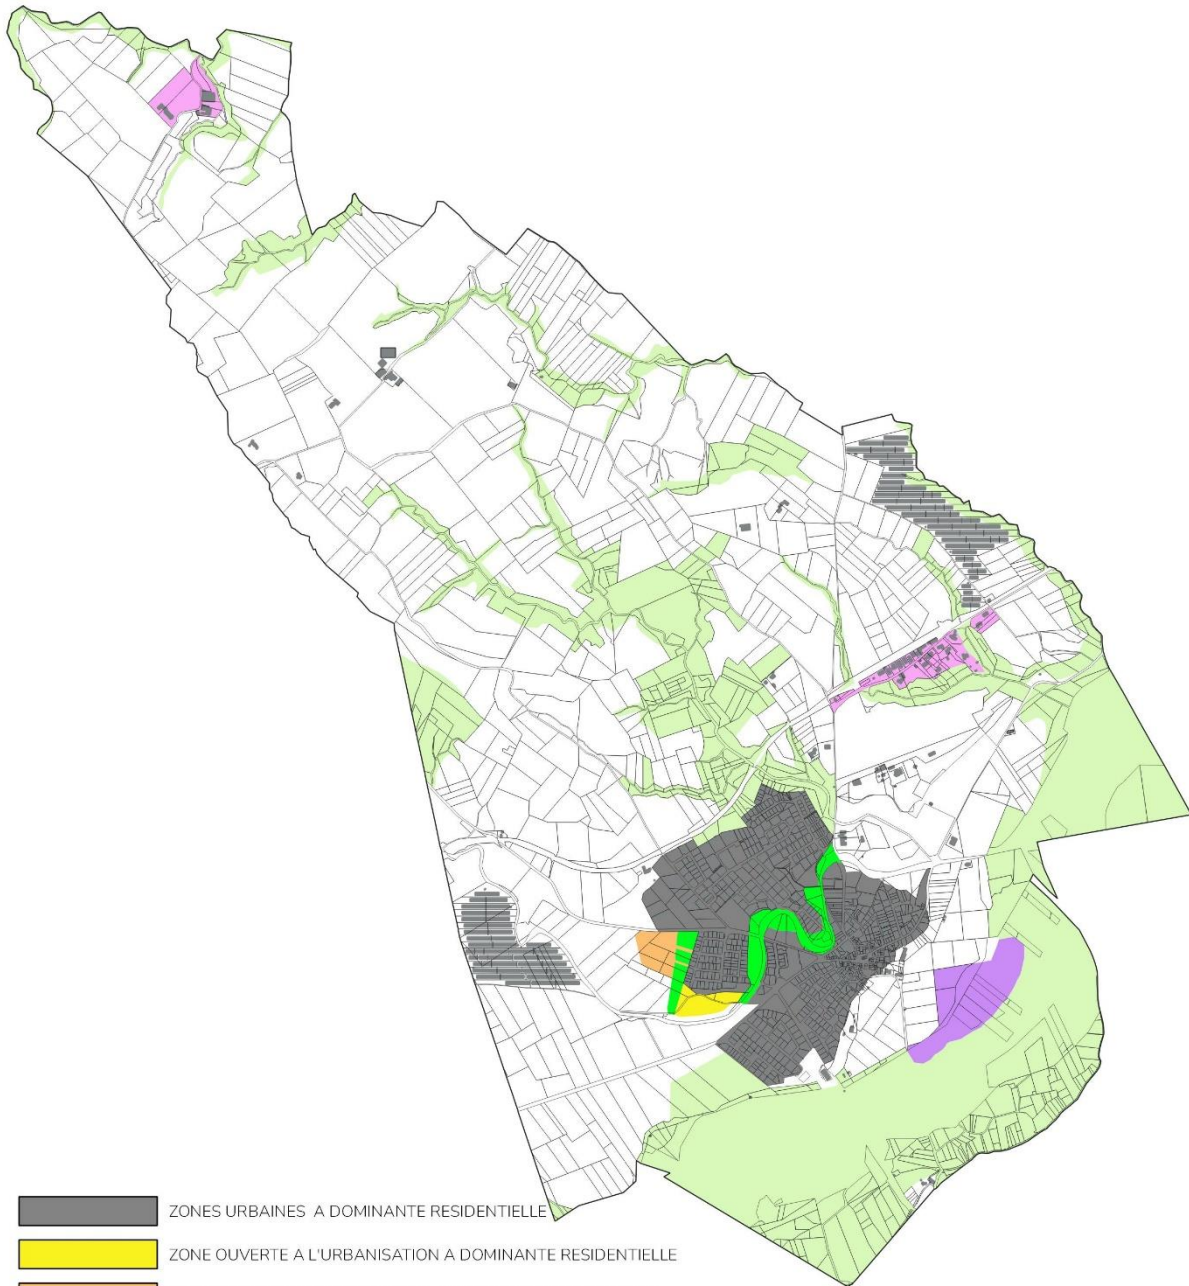 ZONES URBAINES A DOMINANTE RESIDENTIELLE
ZONE OUVERTE A L'URBANISATION A DOMINANTE RESIDENTIELLE